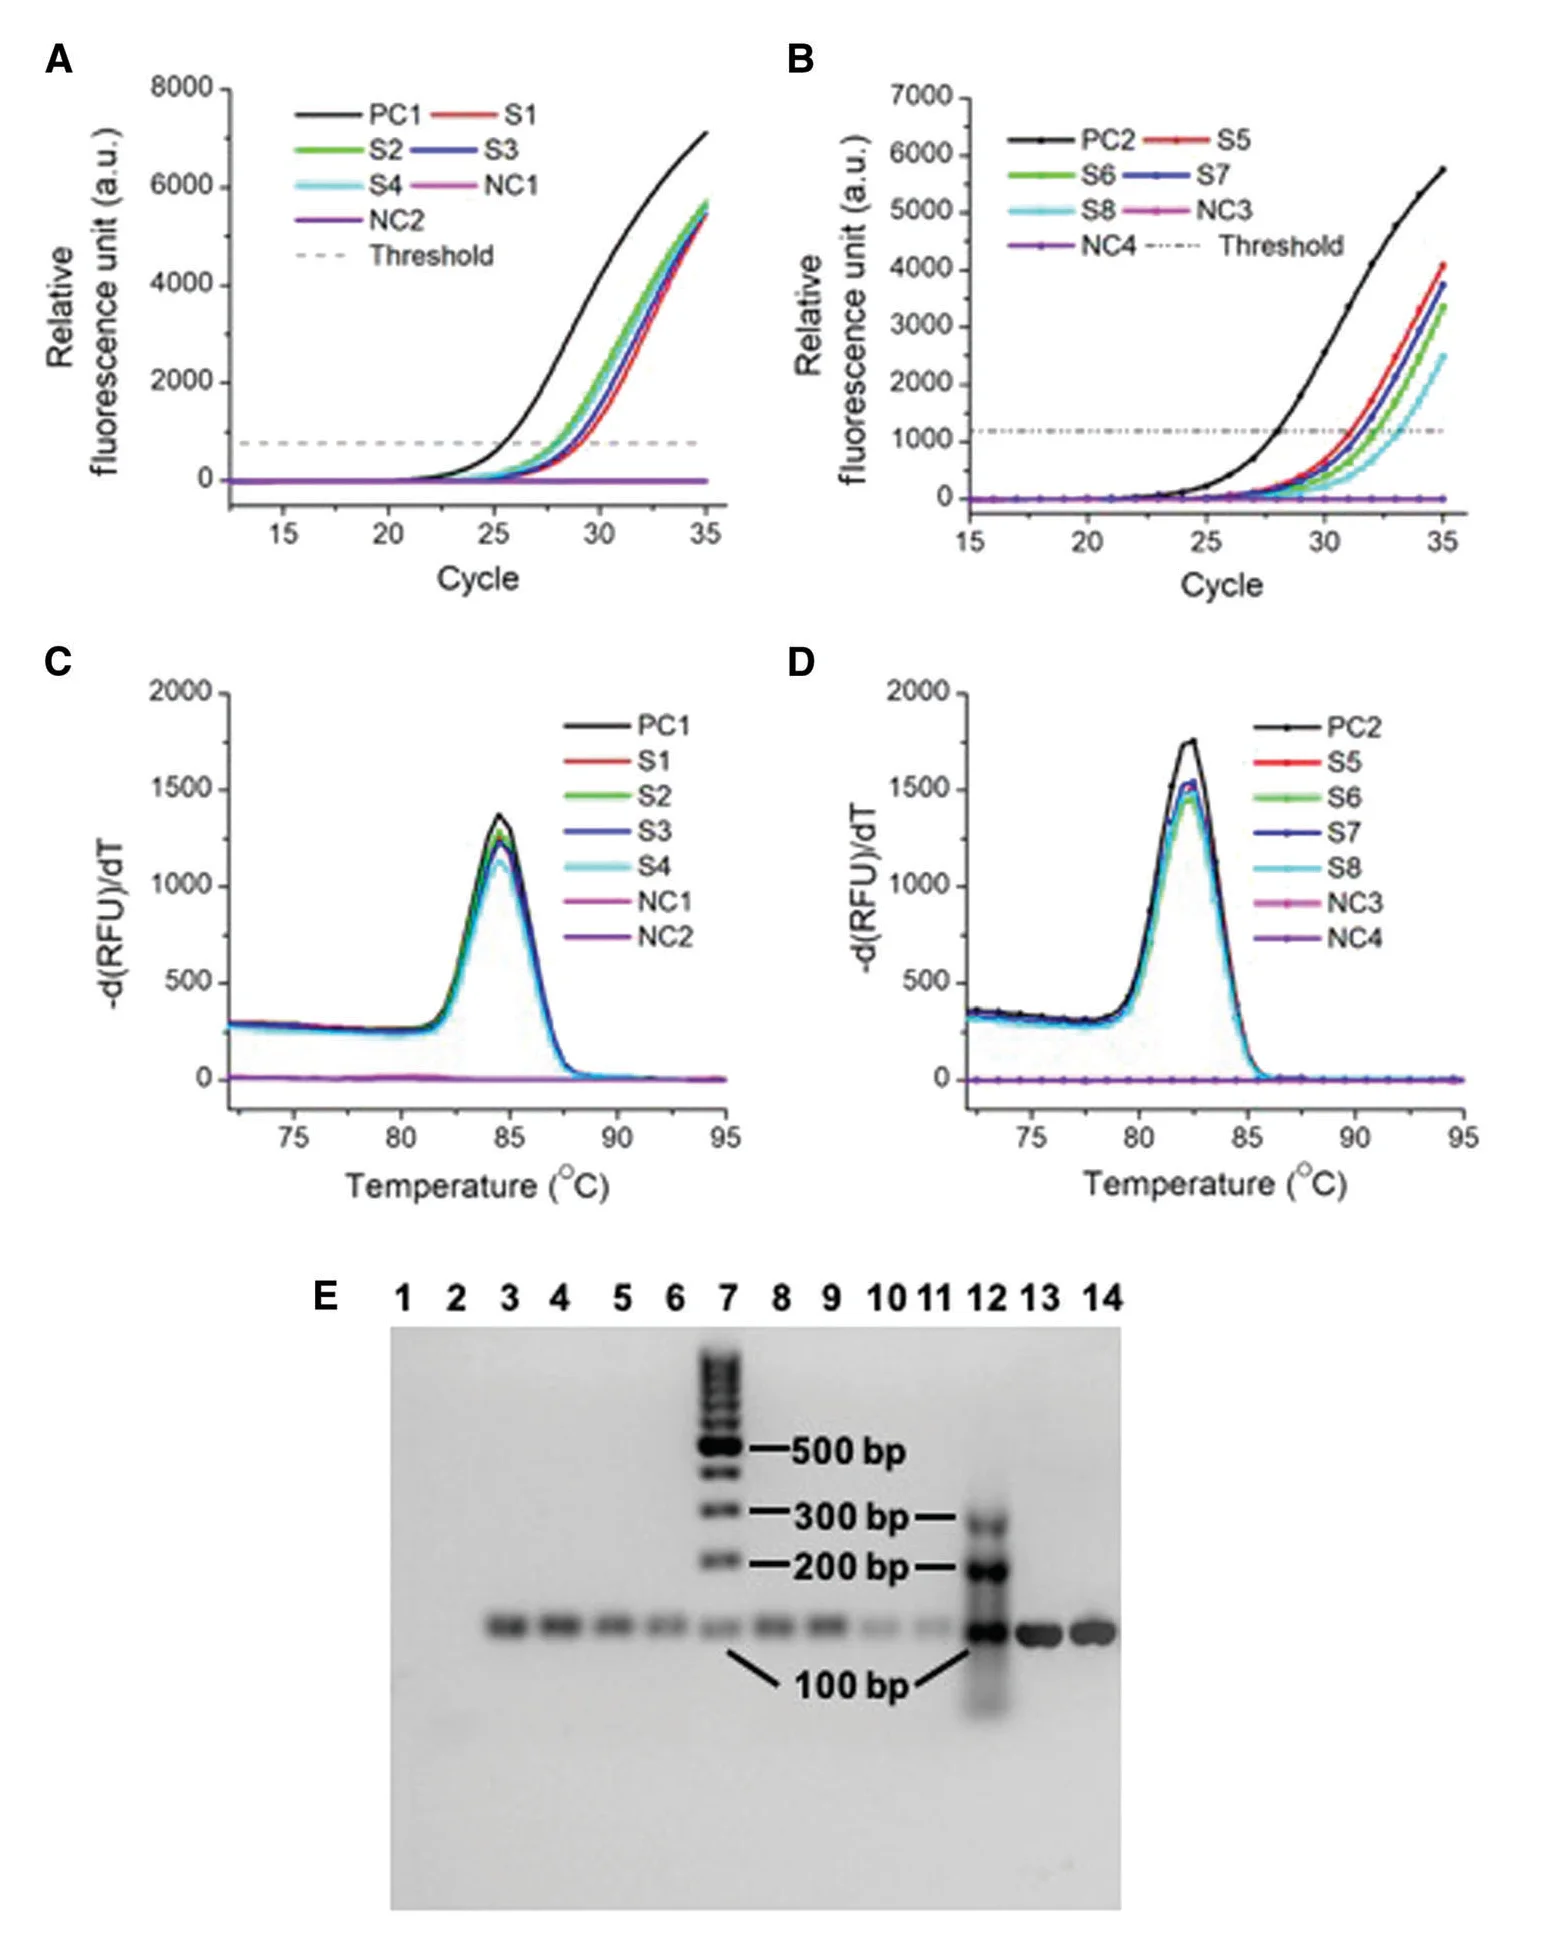 A
8000
6000
4000
2000
0
Relative
fluorescence unit (a.u.)
PC1 S1
S2 S3
S4 NC1
NC2
Threshold
15 20 25 30 35
Cycle
B
7000
6000
5000
4000
3000
2000
1000
0
Relative
fluorescence unit (a.u.)
PC2 S5
S6 S7
S8 NC3
NC4 Threshold
15 20 25 30 35
Cycle
C
2000
1500
1000
500
0
-d(RFU)/dT
PC1
S1
S2
S3
S4
NC1
NC2
75 80 85 90 95
Temperature (°C)
D
2000
1500
1000
500
0
-d(RFU)/dT
PC2
S5
S6
S7
S8
NC3
NC4
75 80 85 90 95
Temperature (°C)
E 1 2 3 4 5 6 7 8 9 10 11 12 13 14
500 bp
300 bp
200 bp
100 bp